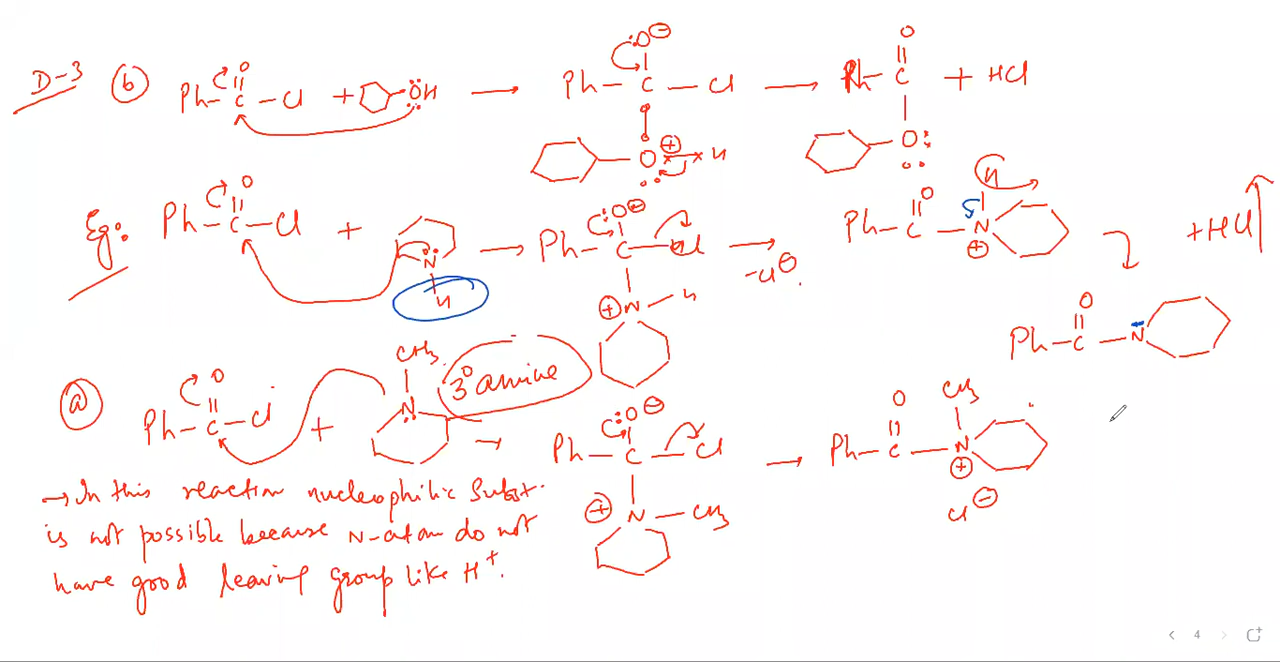 D-3 (b) Ph-C(=O)-Cl + ÖH → Ph-C(O⊖)-Cl O⊕-H → Ph-C(=O)-O + HCl
Eg: Ph-C(=O)-Cl + N-H → Ph-C(O⊖)-Cl ⊕N-H → -Cl⊖ Ph-C(=O)-N⊕-H + HCl↑
Ph-C(=O)-N
(a) Ph-C(=O)-Cl + N-CH3 3° amine → Ph-C(O⊖)-Cl ⊕N-CH3 → Ph-C(=O)-N⊕-CH3 Cl⊖
→ In this reaction nucleophilic Subst.
is not possible because N-atom do not
have good leaving group like H+.
4